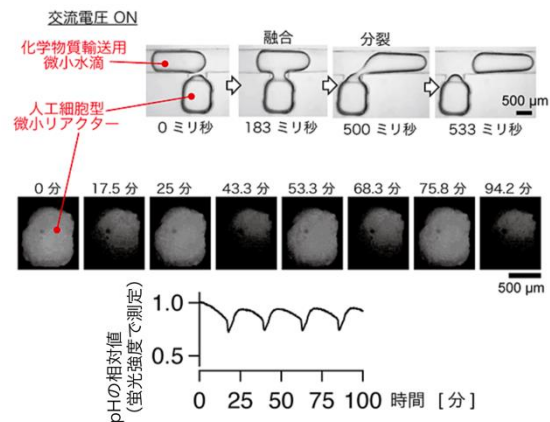 交流電圧 ON
化学物質輸送用
微小水滴
人工細胞型
微小リアクター
融合
分裂
0 ミリ秒
183 ミリ秒
500 ミリ秒
533 ミリ秒
500 µm
0 分
17.5 分
25 分
43.3 分
53.3 分
68.3 分
75.8 分
94.2 分
500 µm
pHの相対値
(蛍光強度で測定)
1.0
0.5
0 25 50 75 100 時間 [分]